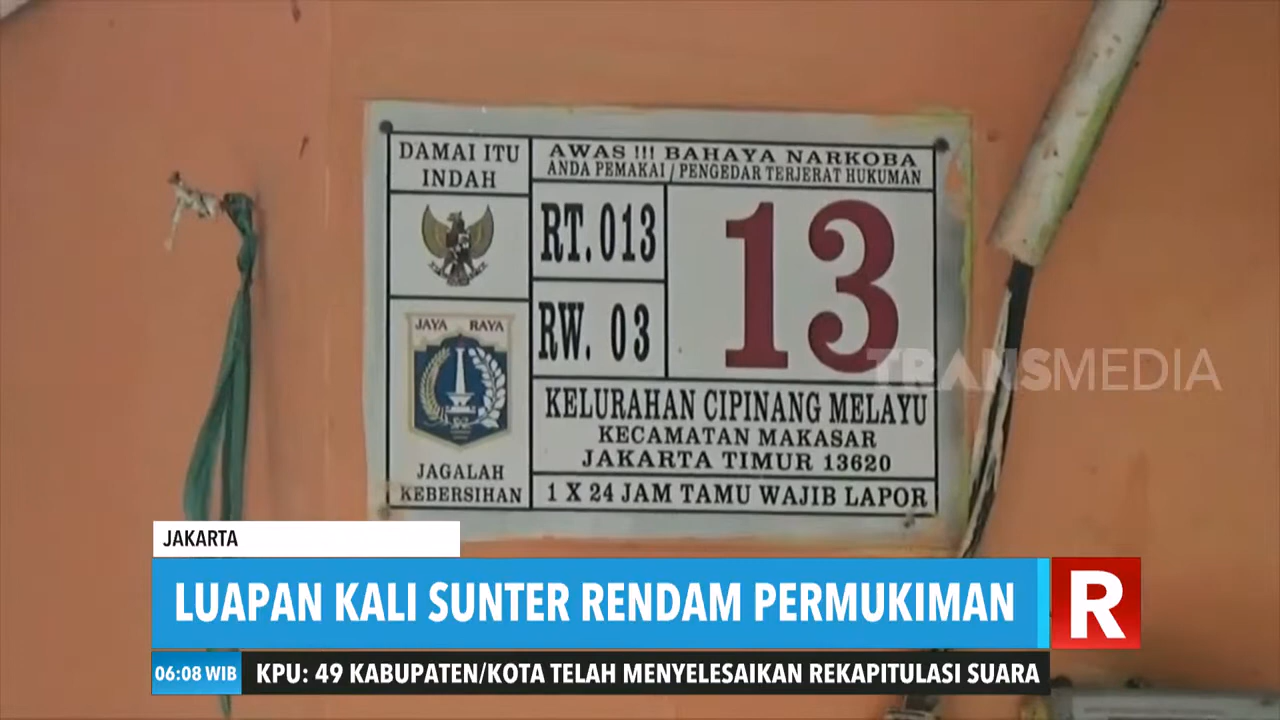 DAMAI ITU
INDAH
AWAS !!! BAHAYA NARKOBA
ANDA PEMAKAI / PENGEDAR TERJERAT HUKUMAN
RT. 013
RW. 03
13
JAYA RAYA
JAGALAH
KEBERSIHAN
KELURAHAN CIPINANG MELAYU
KECAMATAN MAKASAR
JAKARTA TIMUR 13620
1 X 24 JAM TAMU WAJIB LAPOR
TRANSMEDIA
JAKARTA
LUAPAN KALI SUNTER RENDAM PERMUKIMAN
R
06:08 WIB
KPU: 49 KABUPATEN/KOTA TELAH MENYELESAIKAN REKAPITULASI SUARA